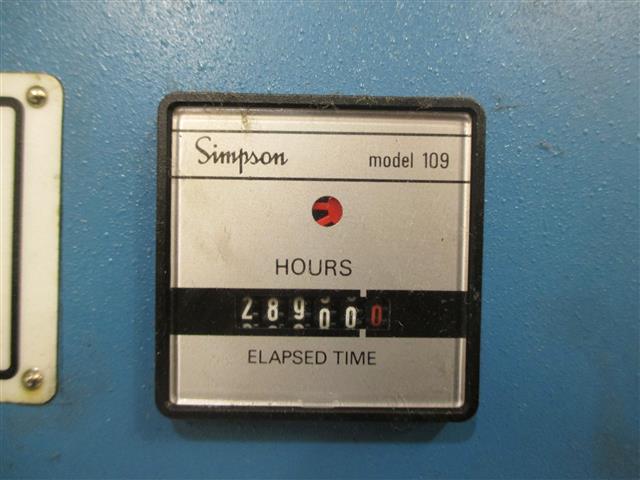 Simpson model 109
HOURS
289000
ELAPSED TIME